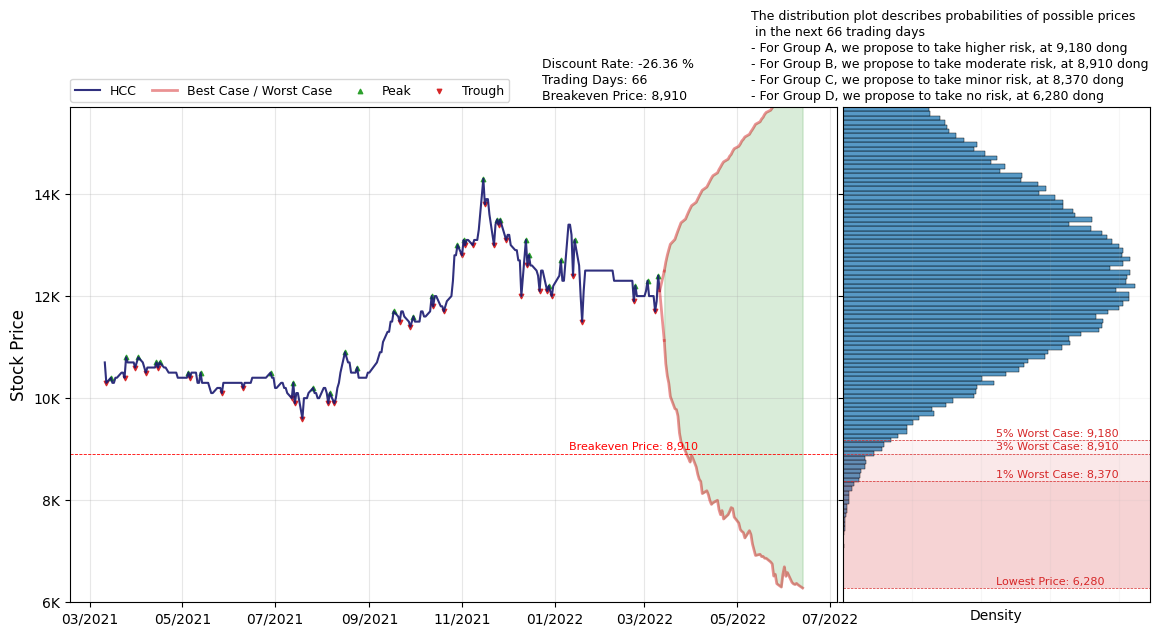 The distribution plot describes probabilities of possible prices
in the next 66 trading days
- For Group A, we propose to take higher risk, at 9,180 dong
- For Group B, we propose to take moderate risk, at 8,910 dong
- For Group C, we propose to take minor risk, at 8,370 dong
- For Group D, we propose to take no risk, at 6,280 dong
Discount Rate: -26.36 %
Trading Days: 66
Breakeven Price: 8,910
HCC Best Case / Worst Case Peak Trough
Stock Price
14K
12K
10K
8K
6K
Breakeven Price: 8,910
03/2021 05/2021 07/2021 09/2021 11/2021 01/2022 03/2022 05/2022 07/2022
5% Worst Case: 9,180
3% Worst Case: 8,910
1% Worst Case: 8,370
Lowest Price: 6,280
Density